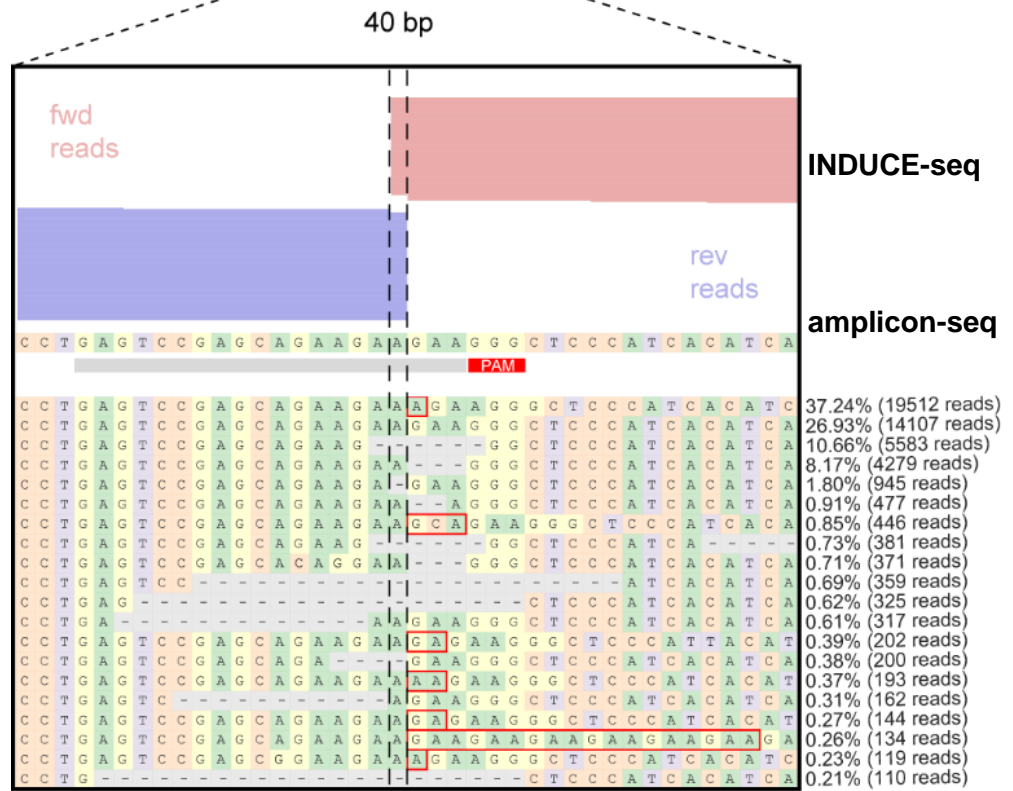 40 bp
fwd
reads
INDUCE-seq
rev
reads
amplicon-seq
C C T G A G T C C G A G C A G A A G A A G A A G G G C T C C C A T C A C A T C A
PAM
C C T G A G T C C G A G C A G A A G A A A G A A G G G C T C C C A T C A C A T C 37.24% (19512 reads)
C C T G A G T C C G A G C A G A A G A A G A A G G G C T C C C A T C A C A T C A 26.93% (14107 reads)
C C T G A G T C C G A G C A G A A G - - - - - - G G C T C C C A T C A C A T C A 10.66% (5583 reads)
C C T G A G T C C G A G C A G A A G A A - - - G G G C T C C C A T C A C A T C A 8.17% (4279 reads)
C C T G A G T C C G A G C A G A A G A - G A A G G G C T C C C A T C A C A T C A 1.80% (945 reads)
C C T G A G T C C G A G C A G A A G A A - - A G G G C T C C C A T C A C A T C A 0.91% (477 reads)
C C T G A G T C C G A G C A G A A G A A G C A G A A G G G C T C C C A T C A C A 0.85% (446 reads)
C C T G A G T C C G A G C A G A A G - - - - - - G G C T C C C A T C A - - - - - 0.73% (381 reads)
C C T G A G T C C G A G C A C A G G A A - - - G G G C T C C C A T C A C A T C A 0.71% (371 reads)
C C T G A G T C C - - - - - - - - - - - - - - - - - - - - - - A T C A C A T C A 0.69% (359 reads)
C C T G A G - - - - - - - - - - - - - - - - - - - - C T C C C A T C A C A T C A 0.62% (325 reads)
C C T G A - - - - - - - - - - - - - A A G A A G G G C T C C C A T C A C A T C A 0.61% (317 reads)
C C T G A G T C C G A G C A G A A G A A G A G A A G G G C T C C C A T T A C A T 0.39% (202 reads)
C C T G A G T C C G A G C A G A - - - - G A A G G G C T C C C A T C A C A T C A 0.38% (200 reads)
C C T G A G T C C G A G C A G A A G A A A A G A A G G G C T C C C A T C A C A T 0.37% (193 reads)
C C T G A G T C - - - - - - - - - - - A G A A G G G C T C C C A T C A C A T C A 0.31% (162 reads)
C C T G A G T C C G A G C A G A A G A A G A G A A G G G C T C C C A T C A C A T 0.27% (144 reads)
C C T G A G T C C G A G C A G A A G A A G A A G A A G A A G A A G A A G A A G A 0.26% (134 reads)
C C T G A G T C C G A G C G G A A G A A A G A A G G G C T C C C A T C A C A T C 0.23% (119 reads)
C C T G - - - - - - - - - - - - - - - - - - - - - - C T C C C A T C A C A T C A 0.21% (110 reads)